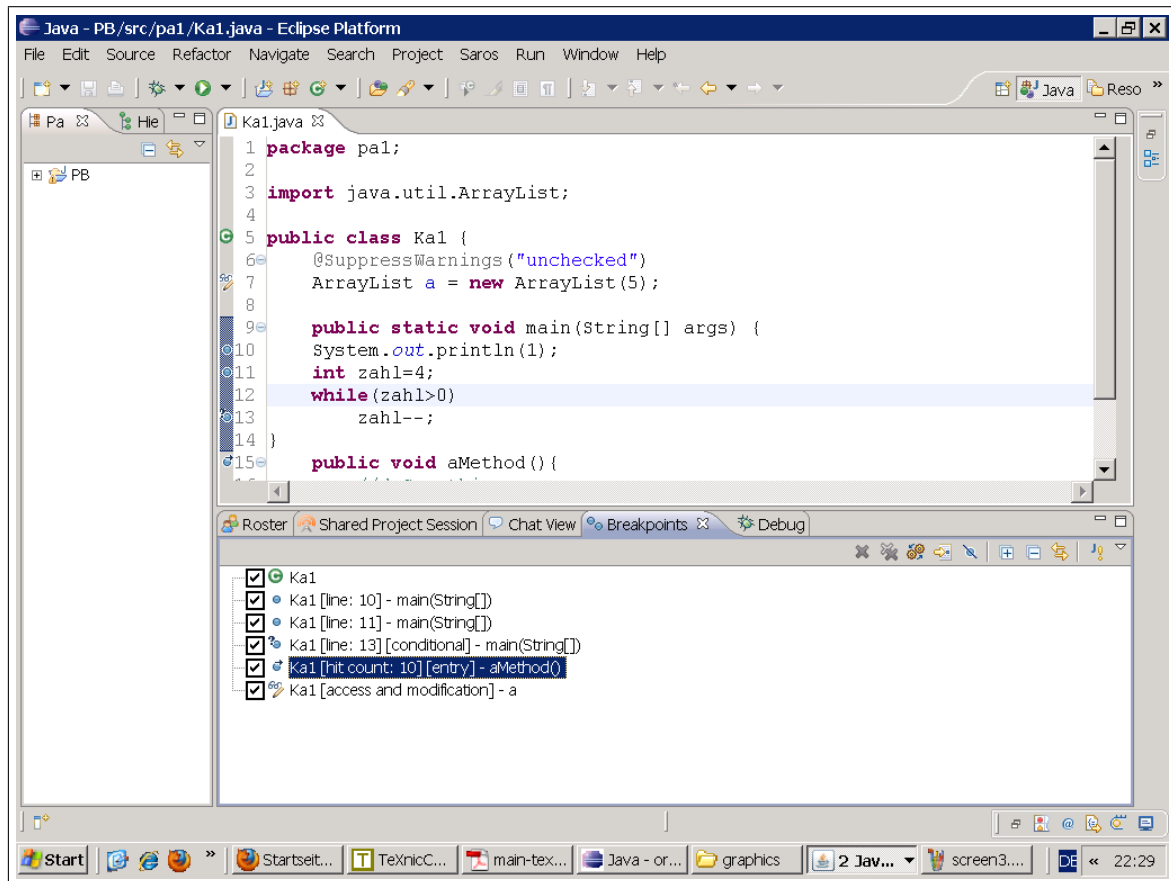 Java - PB/src/pa1/Ka1.java - Eclipse Platform
File Edit Source Refactor Navigate Search Project Saros Run Window Help
Java Reso »
Pa Hie
PB
Ka1.java
1 package pa1;
2
3 import java.util.ArrayList;
4
5 public class Ka1 {
6 @SuppressWarnings("unchecked")
7 ArrayList a = new ArrayList(5);
8
9 public static void main(String[] args) {
10 System.out.println(1);
11 int zahl=4;
12 while(zahl>0)
13 zahl--;
14 }
15 public void aMethod(){
Roster Shared Project Session Chat View Breakpoints Debug
Ka1
Ka1 [line: 10] - main(String[])
Ka1 [line: 11] - main(String[])
Ka1 [line: 13] [conditional] - main(String[])
Ka1 [hit count: 10] [entry] - aMethod()
Ka1 [access and modification] - a
Start » Startseit... TeXnicC... main-tex... Java - or... graphics 2 Jav... screen3.... DE « 22:29